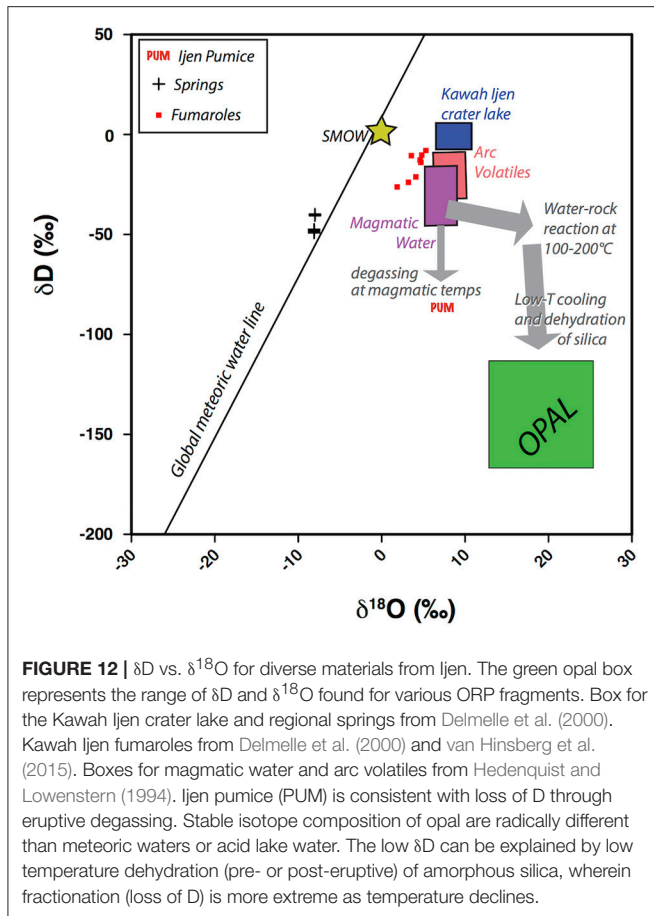 50
0
-50
-100
-150
-200
δD (‰)
PUM Ijen Pumice
Springs
Fumaroles
SMOW
Kawah Ijen
crater lake
Arc
Volatiles
Magmatic
Water
Water-rock
reaction at
100-200°C
degassing
at magmatic temps
PUM
Low-T cooling
and dehydration
of silica
OPAL
Global meteoric water line
-30
-20
-10
0
10
20
30
δ18O (‰)
FIGURE 12 | δD vs. δ18O for diverse materials from Ijen. The green opal box
represents the range of δD and δ18O found for various ORP fragments. Box for
the Kawah Ijen crater lake and regional springs from Delmelle et al. (2000).
Kawah Ijen fumaroles from Delmelle et al. (2000) and van Hinsberg et al.
(2015). Boxes for magmatic water and arc volatiles from Hedenquist and
Lowenstern (1994). Ijen pumice (PUM) is consistent with loss of D through
eruptive degassing. Stable isotope composition of opal are radically different
than meteoric waters or acid lake water. The low δD can be explained by low
temperature dehydration (pre- or post-eruptive) of amorphous silica, wherein
fractionation (loss of D) is more extreme as temperature declines.